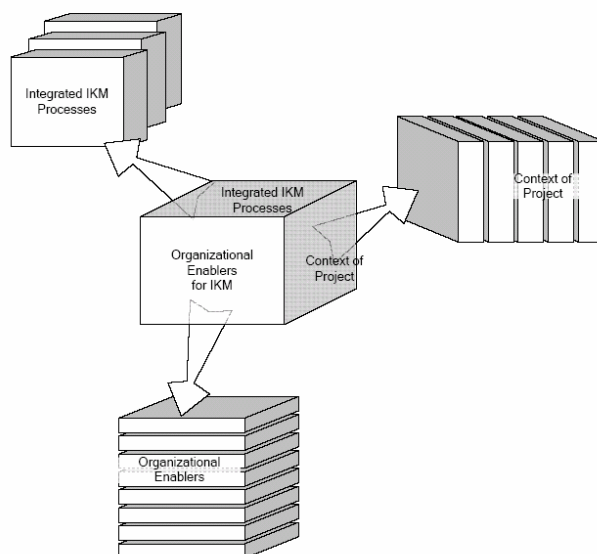 Integrated IKM
Processes
Context of
Project
Integrated IKM
Processes
Organizational
Enablers
for IKM
Context of
Project
Organizational
Enablers